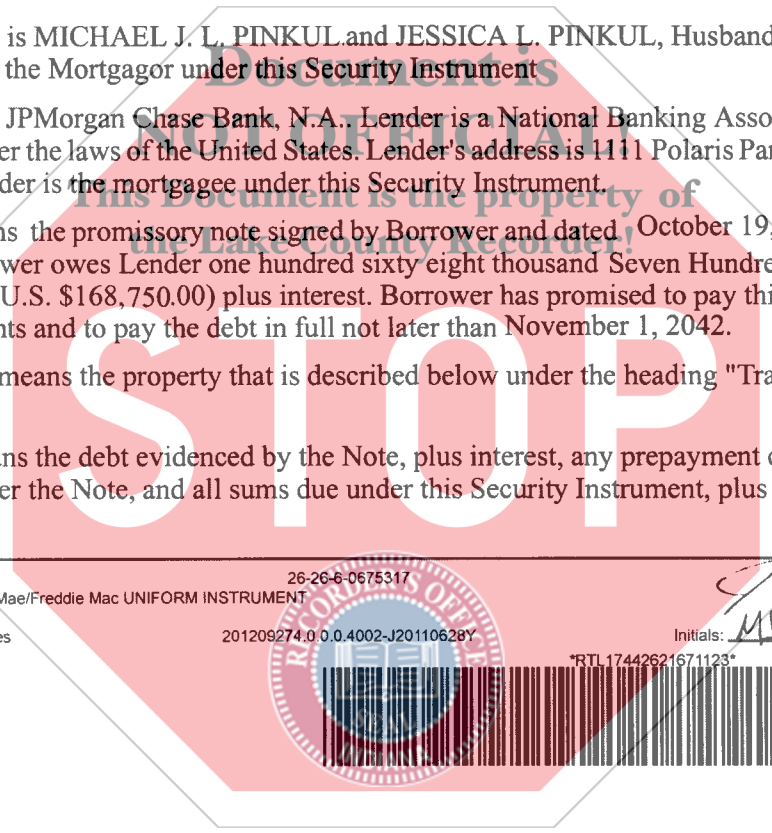 is MICHAEL J. L. PINKUL.and JESSICA L. PINKUL, Husband
the Mortgagor under this Security Instrument
Document is
JPMorgan Chase Bank, N.A.. Lender is a National Banking Asso
NOT OFFICIAL!
er the laws of the United States. Lender's address is 1111 Polaris Par
der is the mortgagee under this Security Instrument.
This Document is the property of
ns the promissory note signed by Borrower and dated October 19,
the Lake County Recorder!
wer owes Lender one hundred sixty eight thousand Seven Hundre
U.S. $168,750.00) plus interest. Borrower has promised to pay thi
nts and to pay the debt in full not later than November 1, 2042.
STOP
means the property that is described below under the heading "Tra
ns the debt evidenced by the Note, plus interest, any prepayment c
er the Note, and all sums due under this Security Instrument, plus
26-26-6-0675317
Mae/Freddie Mac UNIFORM INSTRUMENT
es
201209274.0.0.0.4002-J20110628Y
Initials:
*RTL17442621671123*
RECORDER'S OFFICE
SEAL
INDIANA